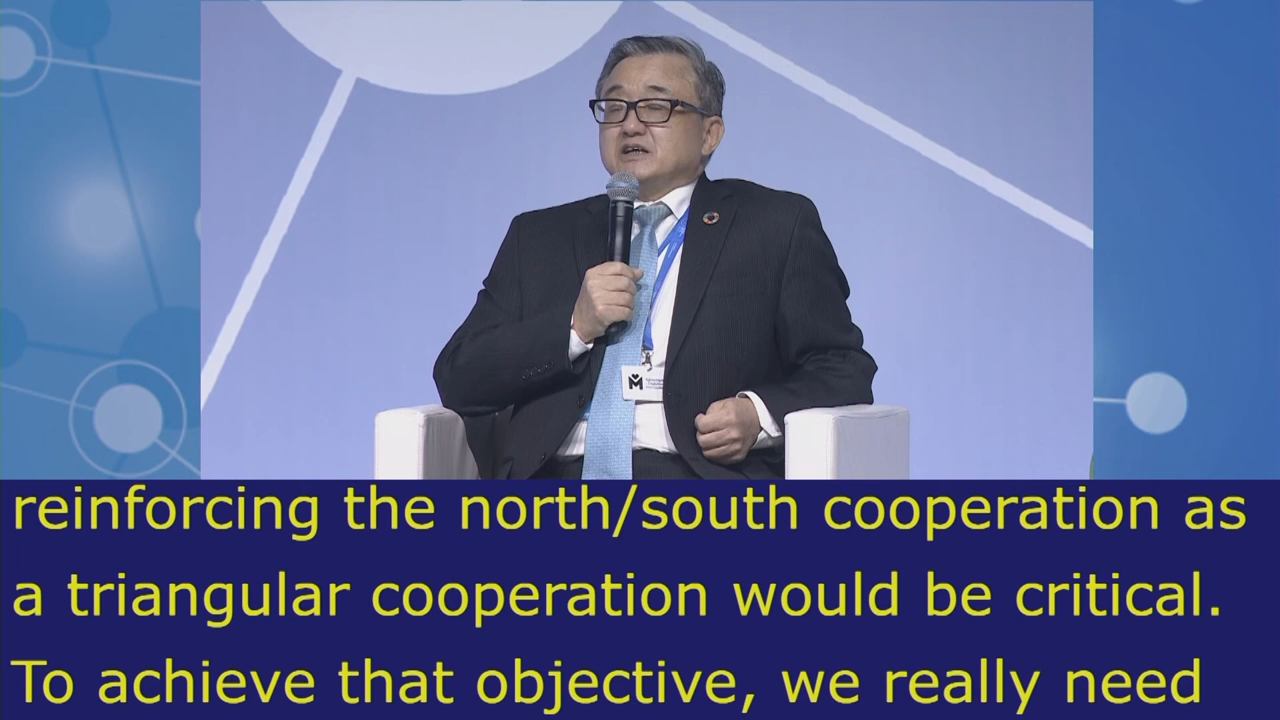 M
reinforcing the north/south cooperation as
a triangular cooperation would be critical.
To achieve that objective, we really need